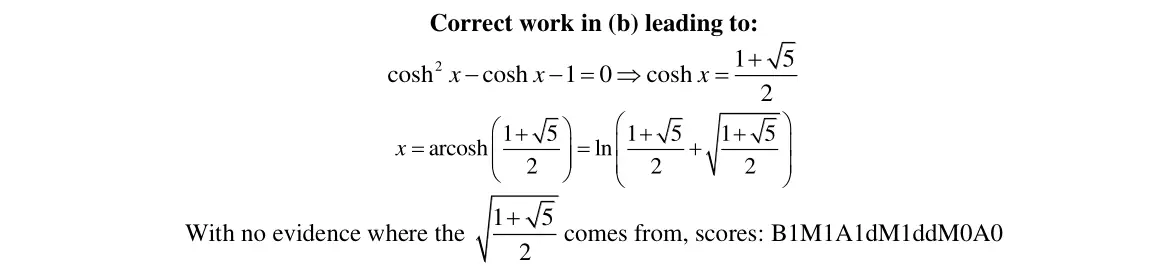 Correct work in (b) leading to:
cosh² x − cosh x − 1 = 0 ⇒ cosh x = (1 + √5)/2
x = arcosh((1 + √5)/2) = ln((1 + √5)/2 + √((1 + √5)/2))
With no evidence where the √((1 + √5)/2) comes from, scores: B1M1A1dM1ddM0A0